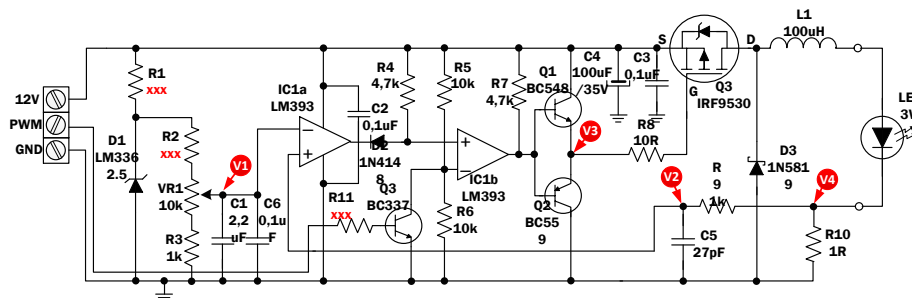 12V
PWM
GND
R1
xxx
D1
LM336
2.5
R2
xxx
VR1
10k
R3
1k
V1
C1
2,2
uF
C6
0,1u
F
IC1a
LM393
C2
0,1uF
D2
1N414
8
R11
xxx
Q3
BC337
R4
4,7k
R5
10k
R6
10k
IC1b
LM393
R7
4,7k
Q1
BC548
Q2
BC55
9
V3
C4
100uF
35V
C3
0,1uF
R8
10R
S
D
G
Q3
IRF9530
L1
100uH
V2
R
9
1k
C5
27pF
D3
1N581
9
V4
R10
1R
LE
3W